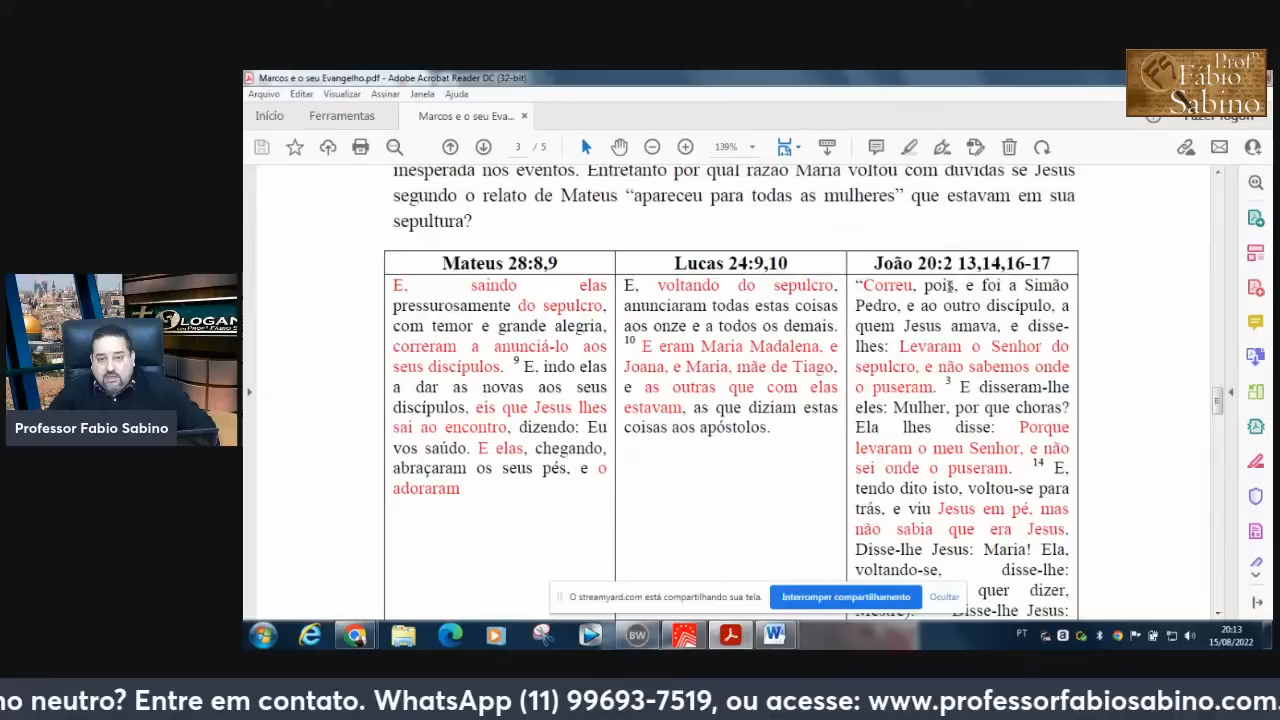 Marcos e o seu Evangelho.pdf - Adobe Acrobat Reader DC (32-bit)
Arquivo Editar Visualizar Assinar Janela Ajuda
Início Ferramentas Marcos e o seu Eva... ×
3 / 5 139%
Profº
Fábio
Sabino
inesperada nos eventos. Entretanto por qual razão Maria voltou com dúvidas se Jesus
segundo o relato de Mateus “apareceu para todas as mulheres” que estavam em sua
sepultura?
Mateus 28:8,9
E, saindo elas
pressurosamente do sepulcro,
com temor e grande alegria,
correram a anunciá-lo aos
seus discípulos. 9 E, indo elas
a dar as novas aos seus
discípulos, eis que Jesus lhes
sai ao encontro, dizendo: Eu
vos saúdo. E elas, chegando,
abraçaram os seus pés, e o
adoraram
Lucas 24:9,10
E, voltando do sepulcro,
anunciaram todas estas coisas
aos onze e a todos os demais.
10 E eram Maria Madalena, e
Joana, e Maria, mãe de Tiago,
e as outras que com elas
estavam, as que diziam estas
coisas aos apóstolos.
João 20:2 13,14,16-17
“Correu, pois, e foi a Simão
Pedro, e ao outro discípulo, a
quem Jesus amava, e disse-
lhes: Levaram o Senhor do
sepulcro, e não sabemos onde
o puseram. 3 E disseram-lhe
eles: Mulher, por que choras?
Ela lhes disse: Porque
levaram o meu Senhor, e não
sei onde o puseram. 14 E,
tendo dito isto, voltou-se para
trás, e viu Jesus em pé, mas
não sabia que era Jesus.
Disse-lhe Jesus: Maria! Ela,
voltando-se, disse-lhe:
quer dizer,
Disse-lhe Jesus:
O streamyard.com está compartilhando sua tela. Interromper compartilhamento Ocultar
SLOGAN
Professor Fabio Sabino
BW W PT 20:13
15/08/2022
no neutro? Entre em contato. WhatsApp (11) 99693-7519, ou acesse: www.professorfabiosabino.com.